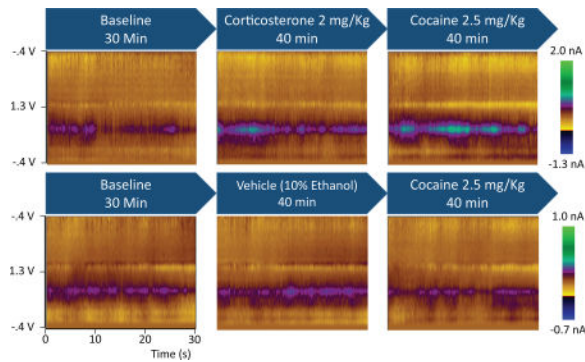 Baseline
30 Min
Corticosterone 2 mg/Kg
40 min
Cocaine 2.5 mg/Kg
40 min
-.4 V
1.3 V
-.4 V
2.0 nA
-1.3 nA
Baseline
30 Min
Vehicle (10% Ethanol)
40 min
Cocaine 2.5 mg/Kg
40 min
-.4 V
1.3 V
-.4 V
1.0 nA
-0.7 nA
0 10 20 30
Time (s)